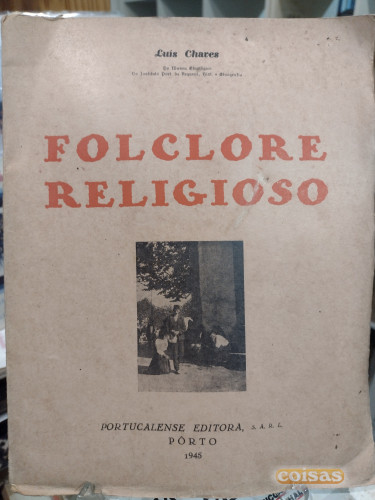 Luís Chaves
FOLCLORE
RELIGIOSO
PORTUCALENSE EDITORA, S. A. R. L.
PÔRTO
1945
coisas